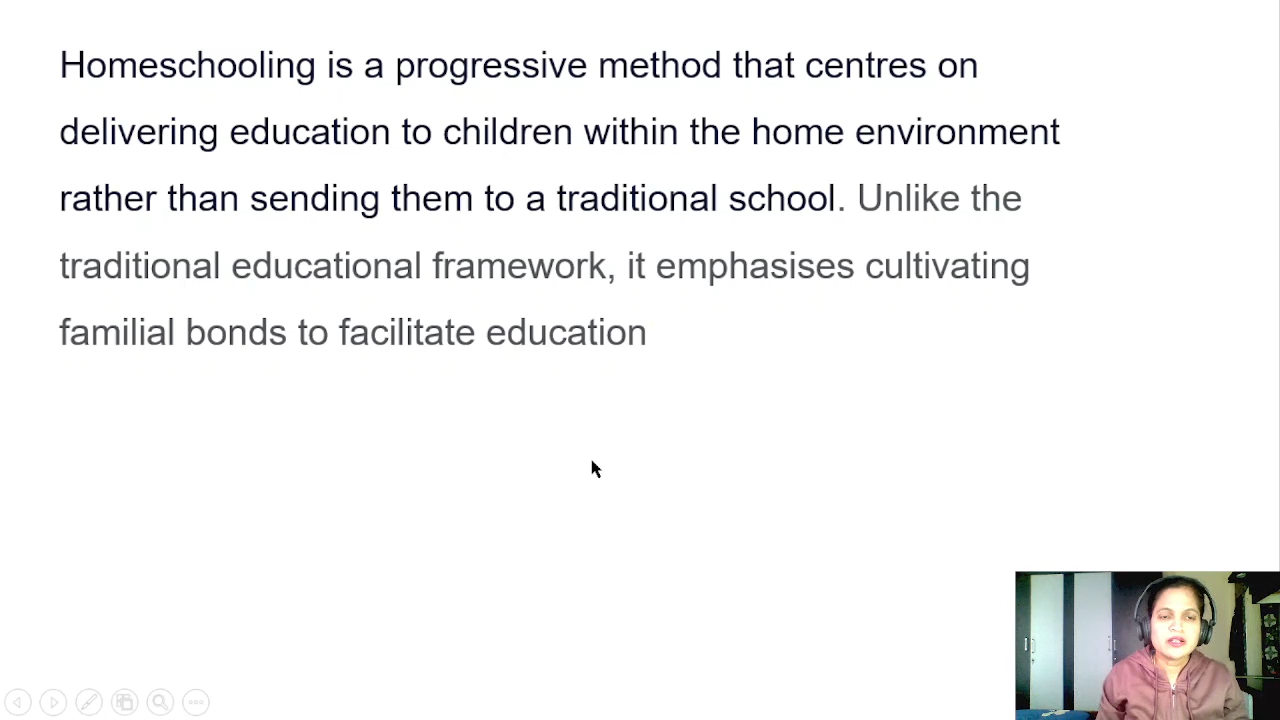 Homeschooling is a progressive method that centres on
delivering education to children within the home environment
rather than sending them to a traditional school. Unlike the
traditional educational framework, it emphasises cultivating
familial bonds to facilitate education